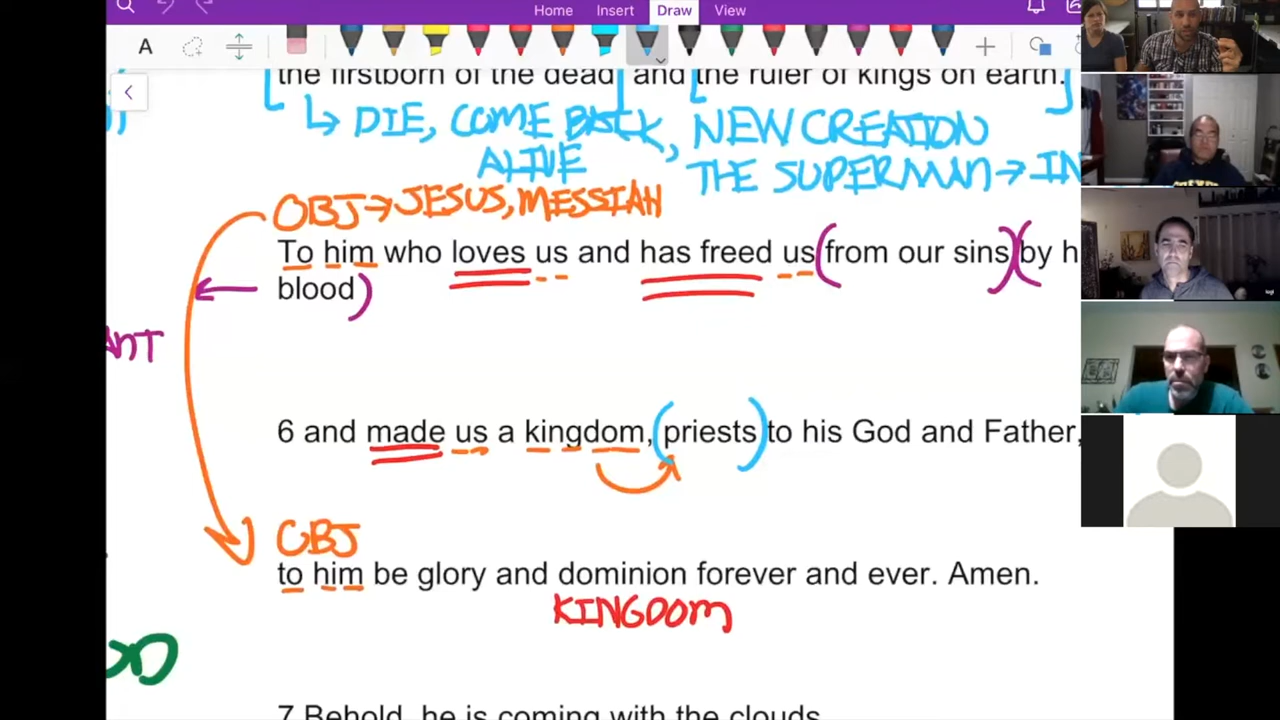 Home Insert Draw View
A
the firstborn of the dead and the ruler of kings on earth.
↳ DIE, COME BACK, NEW CREATION
ALIVE THE SUPERMAN → IN
OBJ → JESUS, MESSIAH
To him who loves us and has freed us (from our sins) (by h
blood)
ANT
6 and made us a kingdom, (priests) to his God and Father,
OBJ
to him be glory and dominion forever and ever. Amen.
KINGDOM
7 Behold, he is coming with the clouds